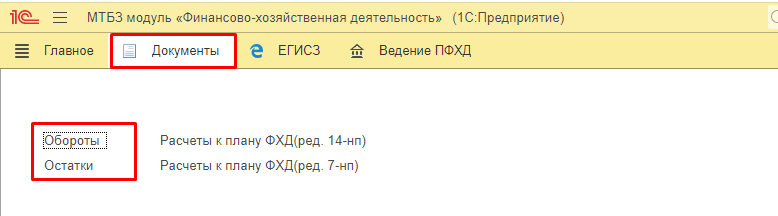 1С МТБЗ модуль «Финансово-хозяйственная деятельность» (1С:Предприятие)
Главное Документы ЕГИСЗ Ведение ПФХД
Обороты Расчеты к плану ФХД(ред. 14-нп)
Остатки Расчеты к плану ФХД(ред. 7-нп)